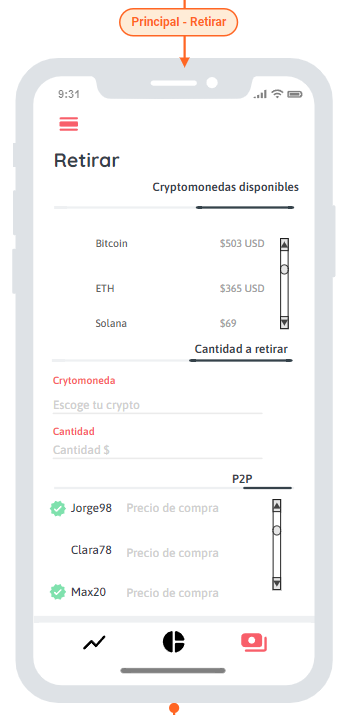 Principal - Retirar
9:31
Retirar
Cryptomonedas disponibles
Bitcoin $503 USD
ETH $365 USD
Solana $69
Cantidad a retirar
Crytomoneda
Escoge tu crypto
Cantidad
Cantidad $
P2P
Jorge98 Precio de compra
Clara78 Precio de compra
Max20 Precio de compra